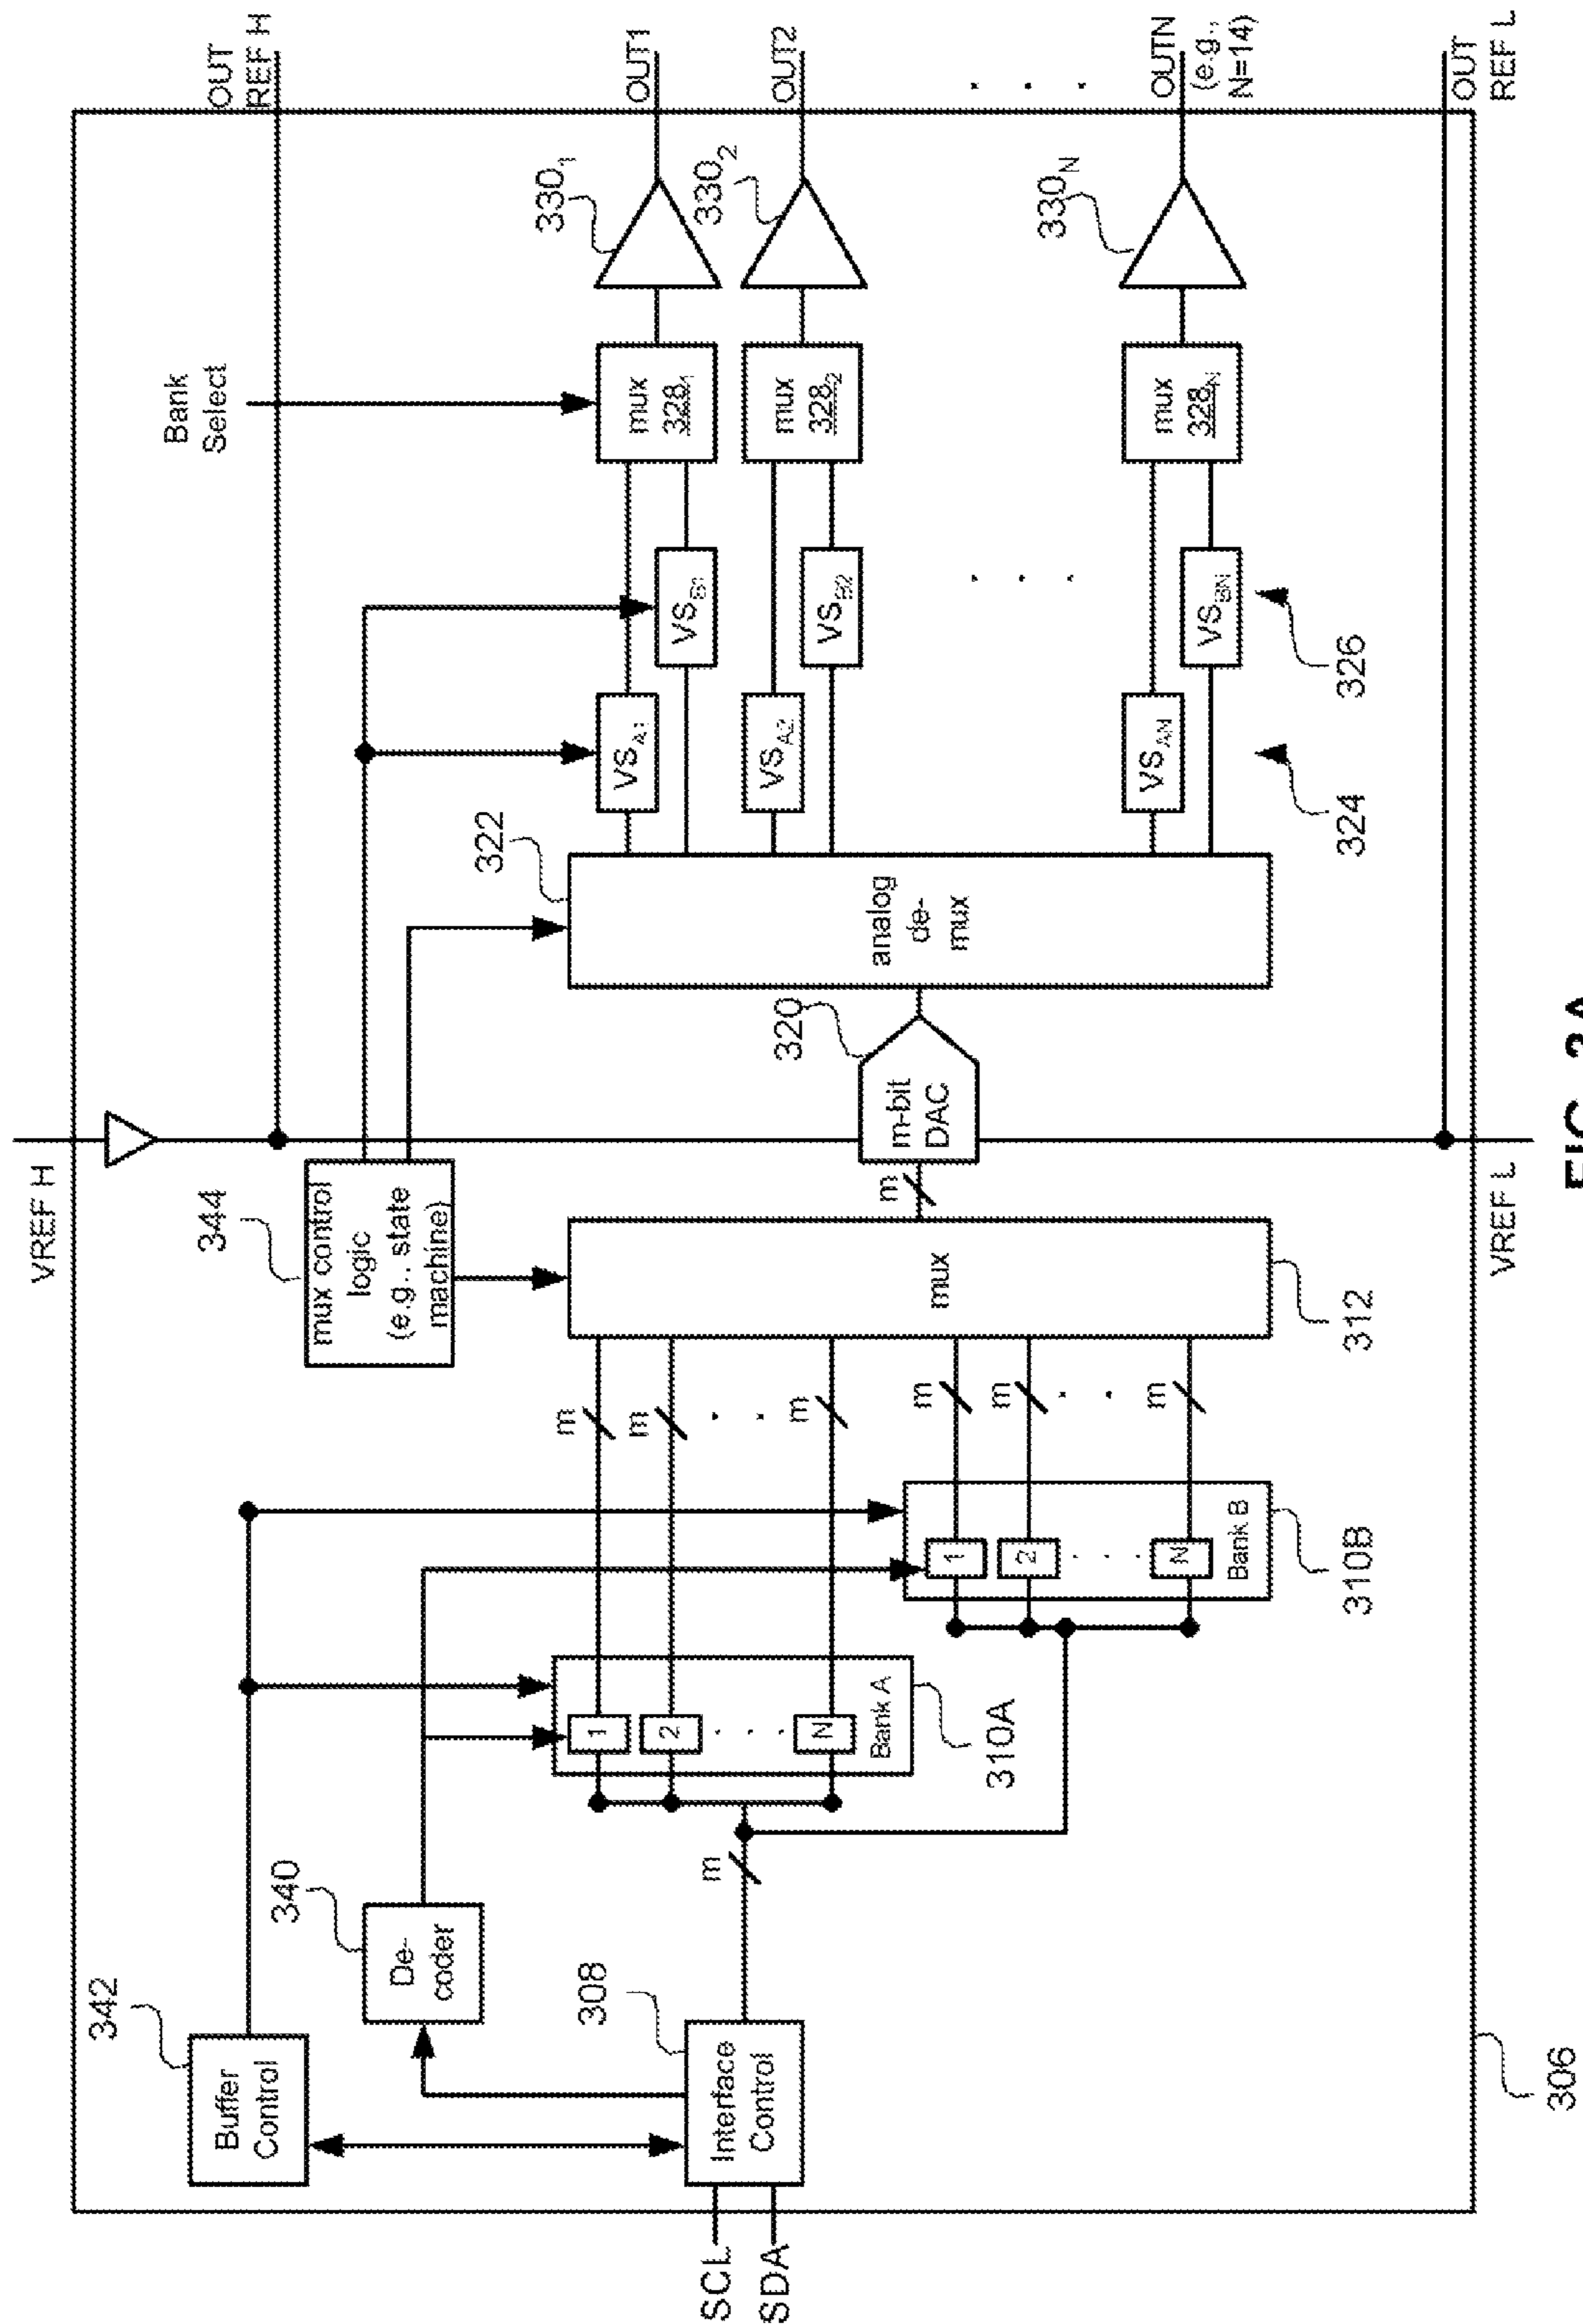 VREF H
OUT
REF H
Bank
Select
342
Buffer
Control
340
De-
coder
308
Interface
Control
SCL
SDA
m
1
2
. . .
N
Bank A
310A
1
2
. . .
N
Bank B
310B
m
m
. .
m
m
m
. .
m
344
mux control
logic
(e.g., state
machine)
mux
312
m
m-bit
DAC
320
analog
de-
mux
322
VS A1
VS B1
VS A2
VS B2
. . .
VS AN
VS BN
324
326
mux
328 1
mux
328 2
mux
328 N
330 1
330 2
330 N
OUT1
OUT2
. . .
OUTN
(e.g.,
N=14)
OUT
REF L
VREF L
306
FIG. 3A